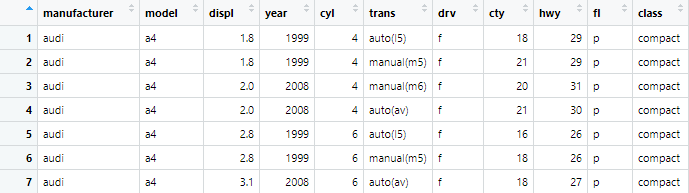 manufacturer model displ year cyl trans drv cty hwy fl class
1 audi a4 1.8 1999 4 auto(l5) f 18 29 p compact
2 audi a4 1.8 1999 4 manual(m5) f 21 29 p compact
3 audi a4 2.0 2008 4 manual(m6) f 20 31 p compact
4 audi a4 2.0 2008 4 auto(av) f 21 30 p compact
5 audi a4 2.8 1999 6 auto(l5) f 16 26 p compact
6 audi a4 2.8 1999 6 manual(m5) f 18 26 p compact
7 audi a4 3.1 2008 6 auto(av) f 18 27 p compact